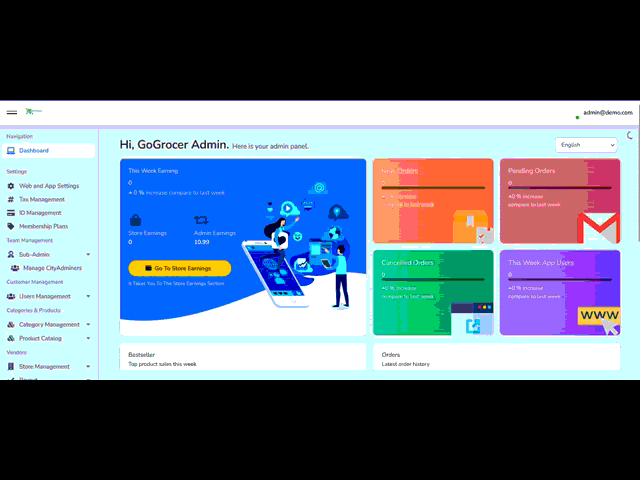 admin@demo.com
Navigation
Dashboard
Settings
Web and App Settings
Tax Management
ID Management
Membership Plans
Team Management
Sub-Admin
Manage CityAdminers
Customer Management
Users Management
Categories & Products
Category Management
Product Catalog
Vendors
Store Management
Hi, GoGrocer Admin. Here is your admin panel.
English
This Week Earning
0
+0 % increase compare to last week
Store Earnings
0
Admin Earnings
10.99
Go To Store Earnings
It Takes You To The Store Earnings Section
New Orders
0
+0 % increase
compare to last week
Pending Orders
0
+0 % increase
compare to last week
Cancelled Orders
0
+0 % increase
compare to last week
This Week App Users
0
+0 % increase
compare to last week
WWW
Bestseller
Top product sales this week
Orders
Latest order history